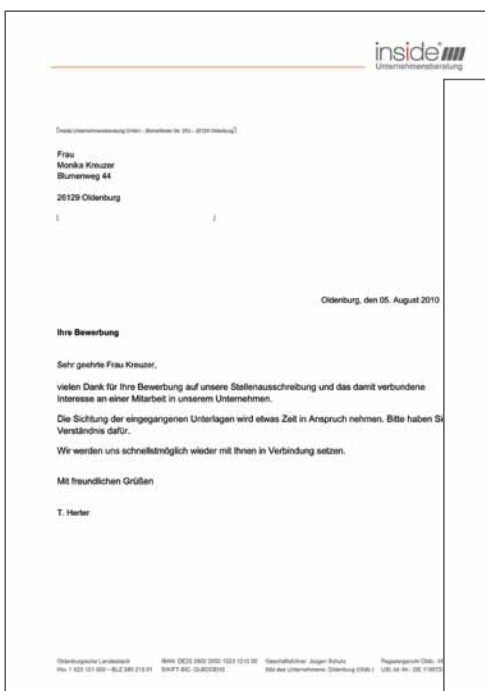 inside
Unternehmensberatung
Frau
Monika Kreuzer
Blumenweg 44
26129 Oldenburg
Oldenburg, den 05. August 2010
Ihre Bewerbung
Sehr geehrte Frau Kreuzer,
vielen Dank für Ihre Bewerbung auf unsere Stellenausschreibung und das damit verbundene
Interesse an einer Mitarbeit in unserem Unternehmen.
Die Sichtung der eingegangenen Unterlagen wird etwas Zeit in Anspruch nehmen. Bitte haben Si
Verständnis dafür.
Wir werden uns schnellstmöglich wieder mit Ihnen in Verbindung setzen.
Mit freundlichen Grüßen
T. Herter